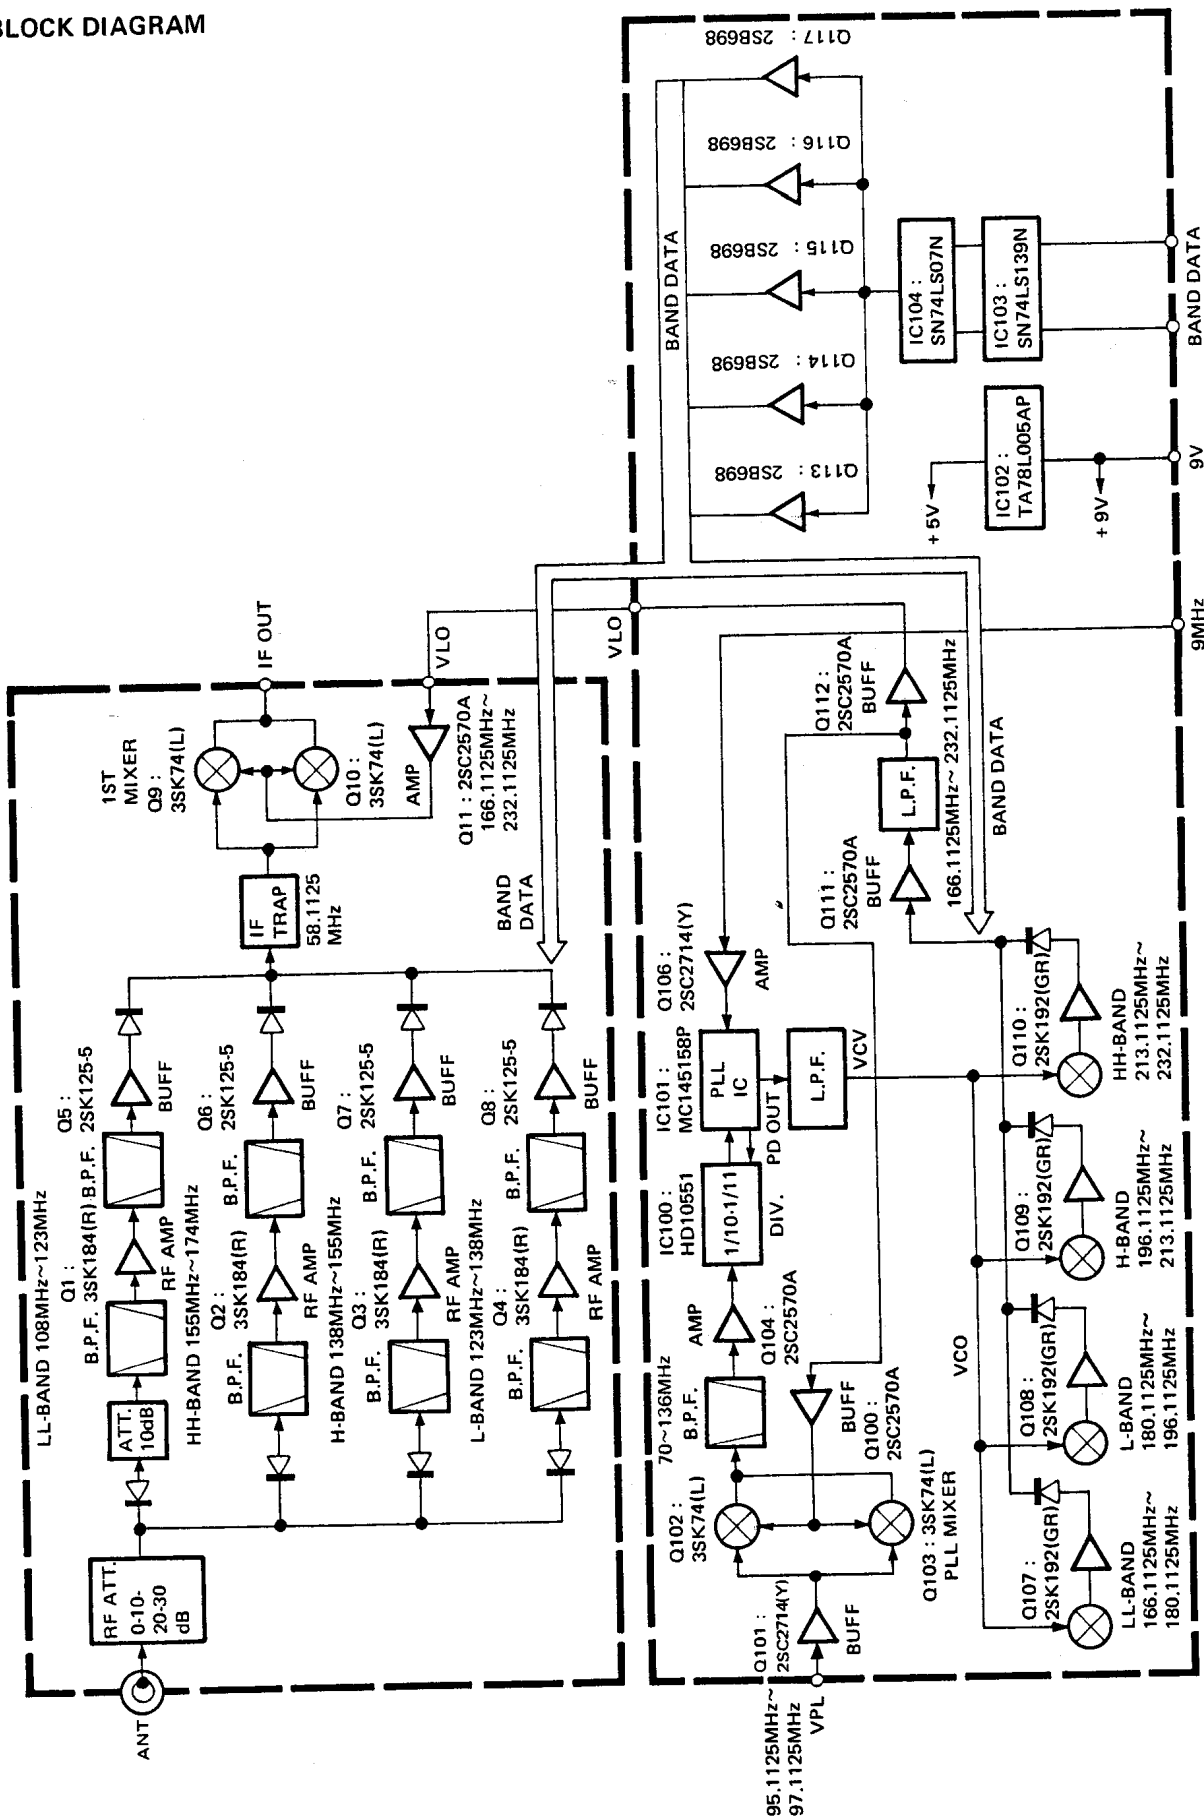 BLOCK DIAGRAM
ANT
RF ATT.
0-10-
20-30
dB
LL-BAND 108MHz~123MHz
ATT.
10dB
B.P.F.
Q1 :
3SK184(R)
RF AMP
B.P.F.
Q5 :
2SK125-5
BUFF
HH-BAND 155MHz~174MHz
B.P.F.
Q2 :
3SK184(R)
RF AMP
B.P.F.
Q6 :
2SK125-5
BUFF
H-BAND 138MHz~155MHz
B.P.F.
Q3 :
3SK184(R)
RF AMP
B.P.F.
Q7 :
2SK125-5
BUFF
L-BAND 123MHz~138MHz
B.P.F.
Q4 :
3SK184(R)
RF AMP
B.P.F.
Q8 :
2SK125-5
BUFF
IF
TRAP
58.1125
MHz
BAND
DATA
1ST
MIXER
Q9 :
3SK74(L)
Q10 :
3SK74(L)
AMP
Q11 : 2SC2570A
166.1125MHz~
232.1125MHz
IF OUT
VLO
VLO
95.1125MHz~
97.1125MHz
VPL
Q101 :
2SC2714(Y)
BUFF
Q102 :
3SK74(L)
Q103 : 3SK74(L)
PLL MIXER
70~136MHz
B.P.F.
BUFF
Q100 :
2SC2570A
AMP
Q104 :
2SC2570A
IC100 :
HD10551
1/10·1/11
DIV.
IC101 :
MC145158P
PLL
IC
PD OUT
L.P.F.
VCV
Q106 :
2SC2714(Y)
AMP
Q111 :
2SC2570A
BUFF
L.P.F.
166.1125MHz~ 232.1125MHz
Q112 :
2SC2570A
BUFF
BAND DATA
VCO
Q107 :
2SK192(GR)
LL-BAND
166.1125MHz~
180.1125MHz
Q108 :
2SK192(GR)
L-BAND
180.1125MHz~
196.1125MHz
Q109 :
2SK192(GR)
H-BAND
196.1125MHz~
213.1125MHz
Q110 :
2SK192(GR)
HH-BAND
213.1125MHz~
232.1125MHz
9MHz
BAND DATA
Q113 : 2SB698
Q114 : 2SB698
Q115 : 2SB698
Q116 : 2SB698
Q117 : 2SB698
+5V
IC102 :
TA78L005AP
+9V
9V
IC104 :
SN74LS07N
IC103 :
SN74LS139N
BAND DATA